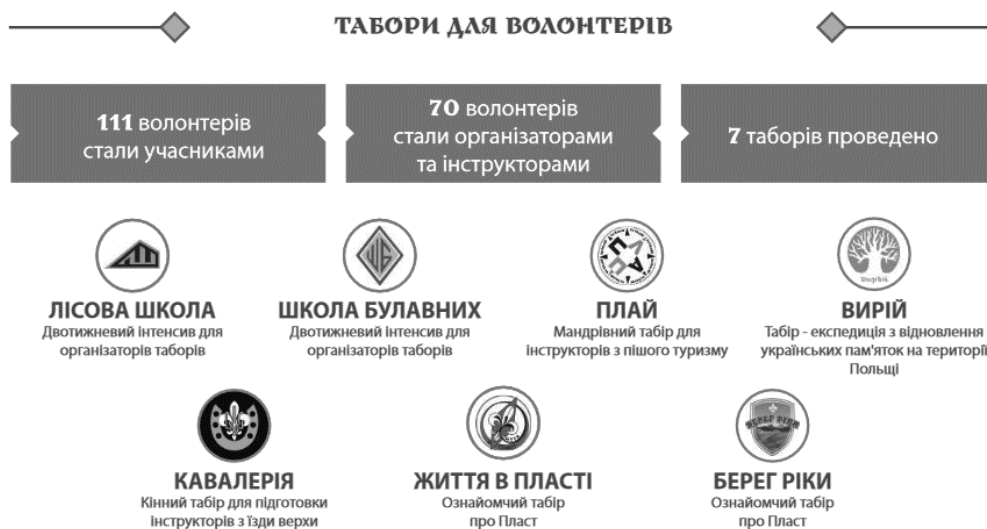 ТАБОРИ ДЛЯ ВОЛОНТЕРІВ
111 волонтерів
стали учасниками
70 волонтерів
стали організаторами
та інструкторами
7 таборів проведено
ЛІСОВА ШКОЛА
Двотижневий інтенсив для
організаторів таборів
ШКОЛА БУЛАВНИХ
Двотижневий інтенсив для
організаторів таборів
ПЛАЙ
Мандрівний табір для
інструкторів з пішого туризму
Вирій
ВИРІЙ
Табір - експедиція з відновлення
українських пам'яток на території
Польщі
КАВАЛЕРІЯ
Кінний табір для підготовки
інструкторів з їзди верхи
ЖИТТЯ В ПЛАСТІ
Ознайомчий табір
про Пласт
БЕРЕГ РІКИ
БЕРЕГ РІКИ
Ознайомчий табір
про Пласт